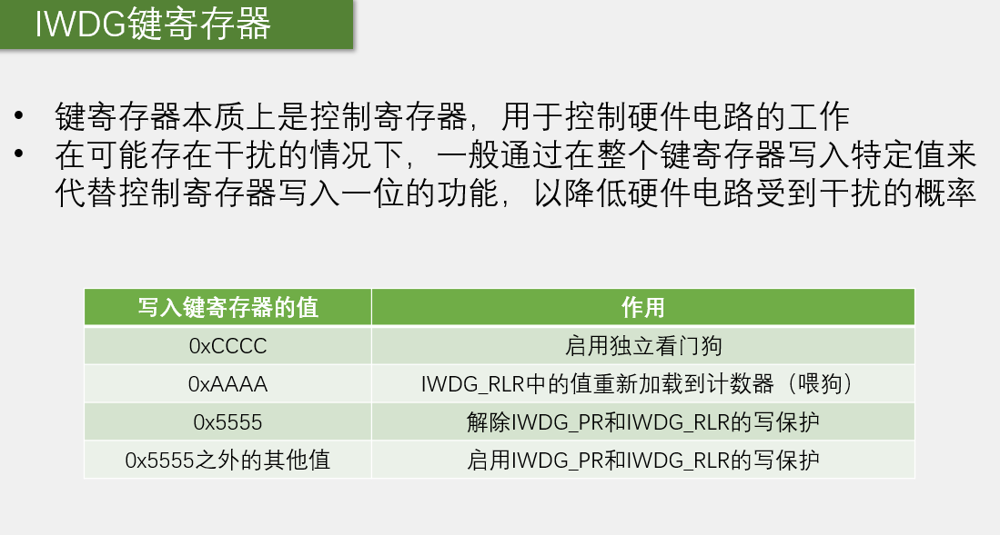 IWDG键寄存器
• 键寄存器本质上是控制寄存器，用于控制硬件电路的工作
• 在可能存在干扰的情况下，一般通过在整个键寄存器写入特定值来
代替控制寄存器写入一位的功能，以降低硬件电路受到干扰的概率
写入键寄存器的值 作用
0xCCCC 启用独立看门狗
0xAAAA IWDG_RLR中的值重新加载到计数器（喂狗）
0x5555 解除IWDG_PR和IWDG_RLR的写保护
0x5555之外的其他值 启用IWDG_PR和IWDG_RLR的写保护